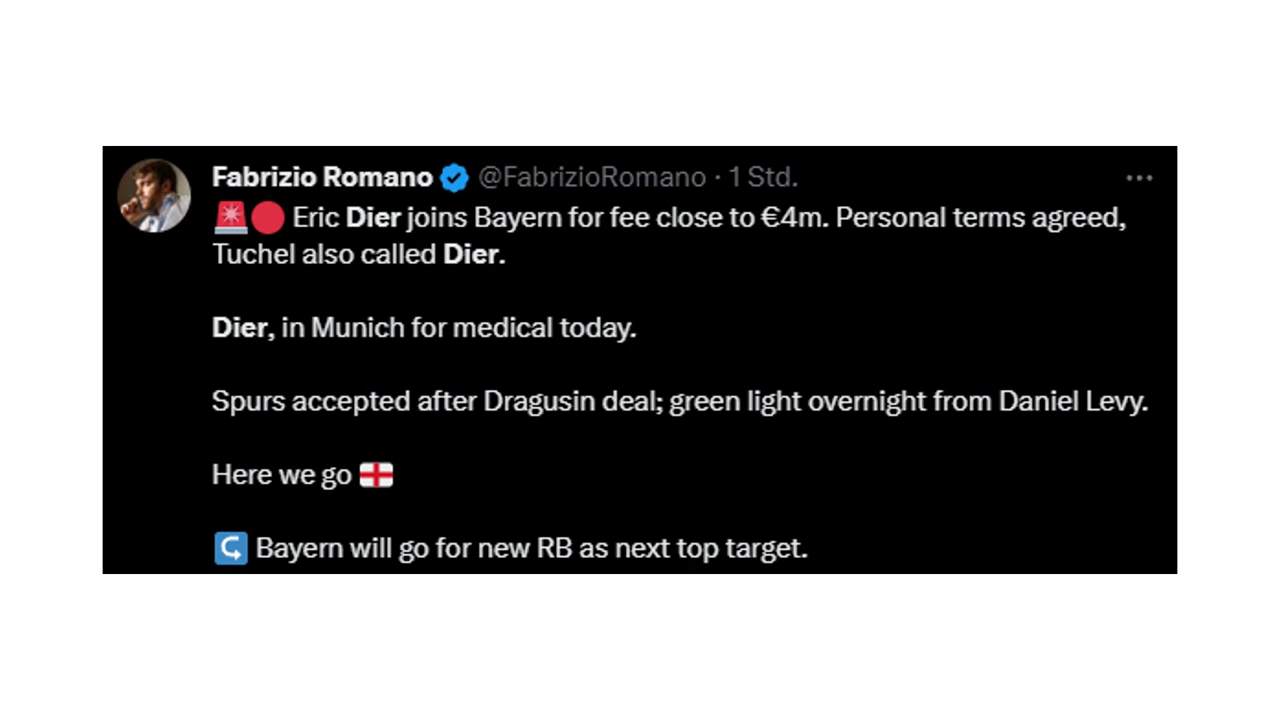 Fabrizio Romano @FabrizioRomano · 1 Std.
🚨🔴 Eric Dier joins Bayern for fee close to €4m. Personal terms agreed,
Tuchel also called Dier.
Dier, in Munich for medical today.
Spurs accepted after Dragusin deal; green light overnight from Daniel Levy.
Here we go 🏴󠁧󠁢󠁥󠁮󠁧󠁿
↪️ Bayern will go for new RB as next top target.